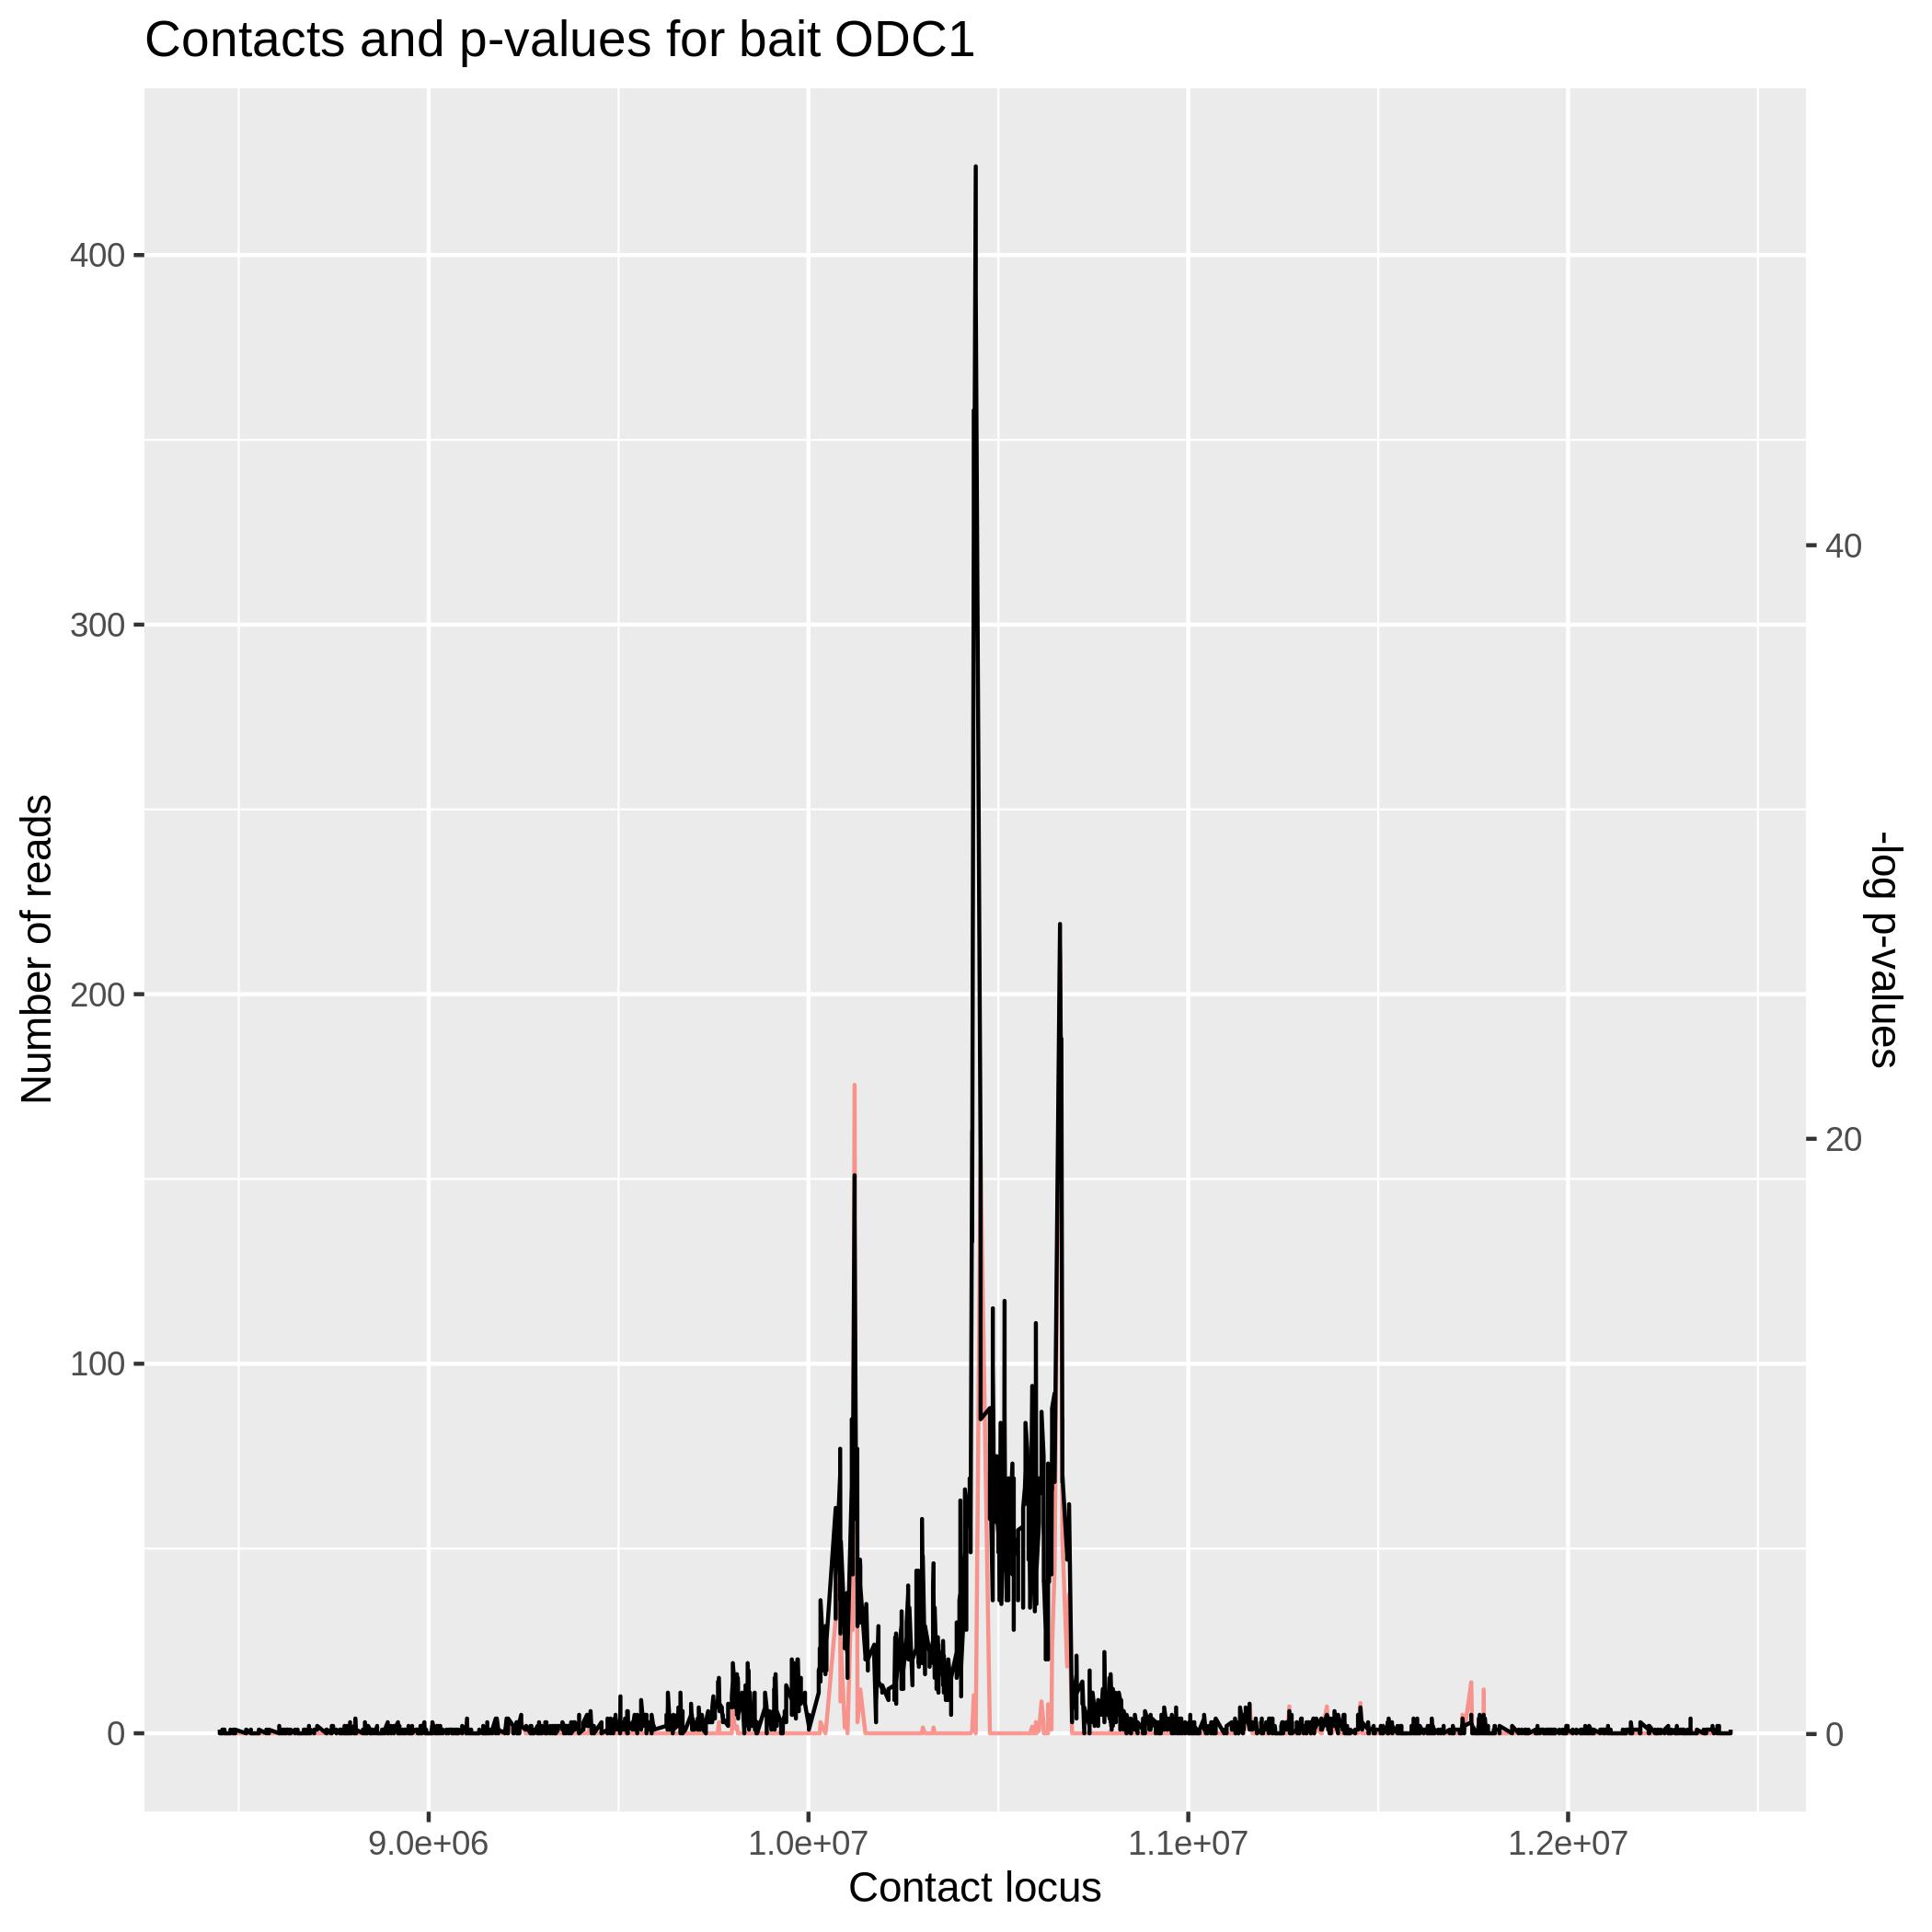 Contacts and p-values for bait ODC1
Number of reads
400
300
200
100
0
40
20
0
-log p-values
9.0e+06
1.0e+07
1.1e+07
1.2e+07
Contact locus